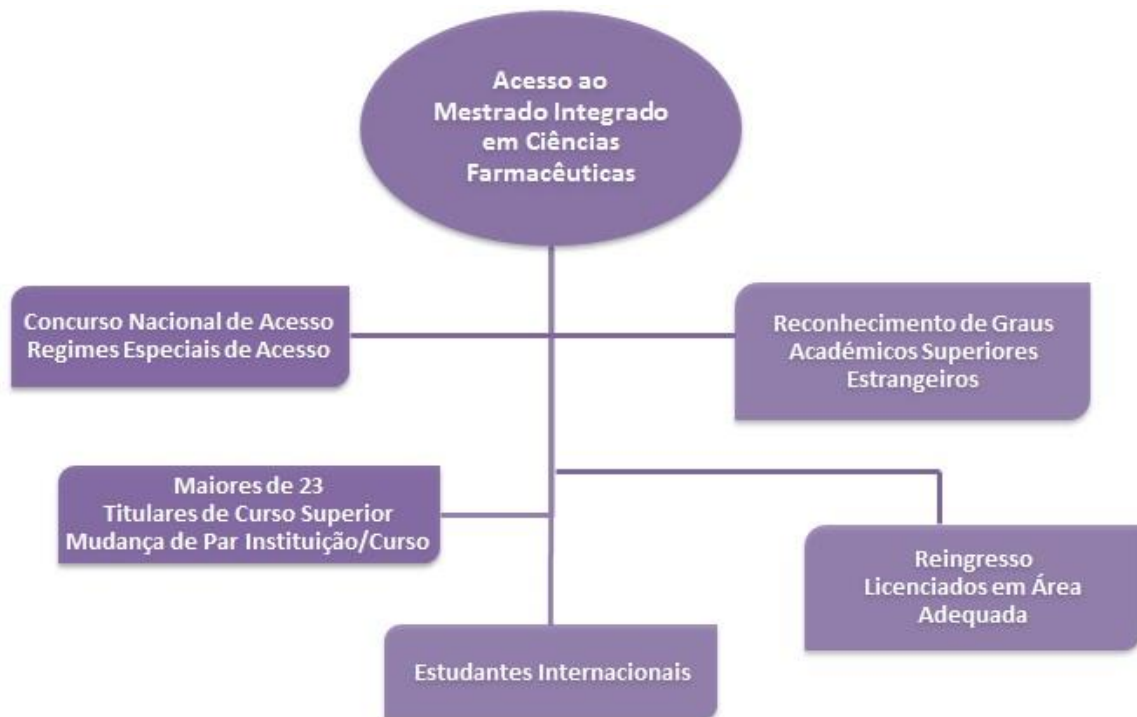 Acesso ao
Mestrado Integrado
em Ciências
Farmacêuticas
Concurso Nacional de Acesso
Regimes Especiais de Acesso
Reconhecimento de Graus
Académicos Superiores
Estrangeiros
Maiores de 23
Titulares de Curso Superior
Mudança de Par Instituição/Curso
Reingresso
Licenciados em Área
Adequada
Estudantes Internacionais